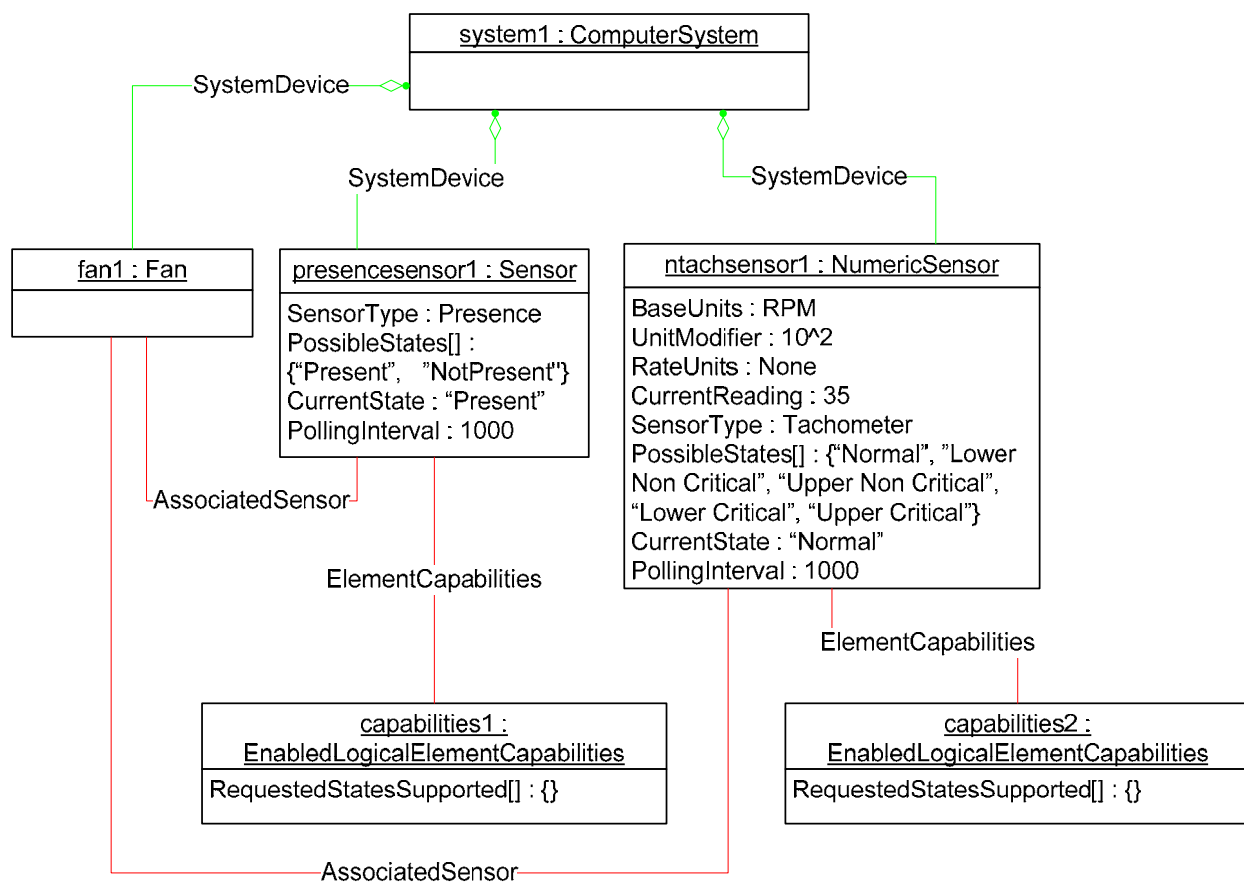 system1 : ComputerSystem
SystemDevice
SystemDevice
SystemDevice
fan1 : Fan
presencesensor1 : Sensor
SensorType : Presence
PossibleStates[] :
{“Present”, ”NotPresent"}
CurrentState : “Present”
PollingInterval : 1000
ntachsensor1 : NumericSensor
BaseUnits : RPM
UnitModifier : 10^2
RateUnits : None
CurrentReading : 35
SensorType : Tachometer
PossibleStates[] : {“Normal”, ”Lower
Non Critical”, “Upper Non Critical”,
“Lower Critical”, “Upper Critical”}
CurrentState : “Normal”
PollingInterval : 1000
AssociatedSensor
ElementCapabilities
ElementCapabilities
capabilities1 :
EnabledLogicalElementCapabilities
RequestedStatesSupported[] : {}
capabilities2 :
EnabledLogicalElementCapabilities
RequestedStatesSupported[] : {}
AssociatedSensor